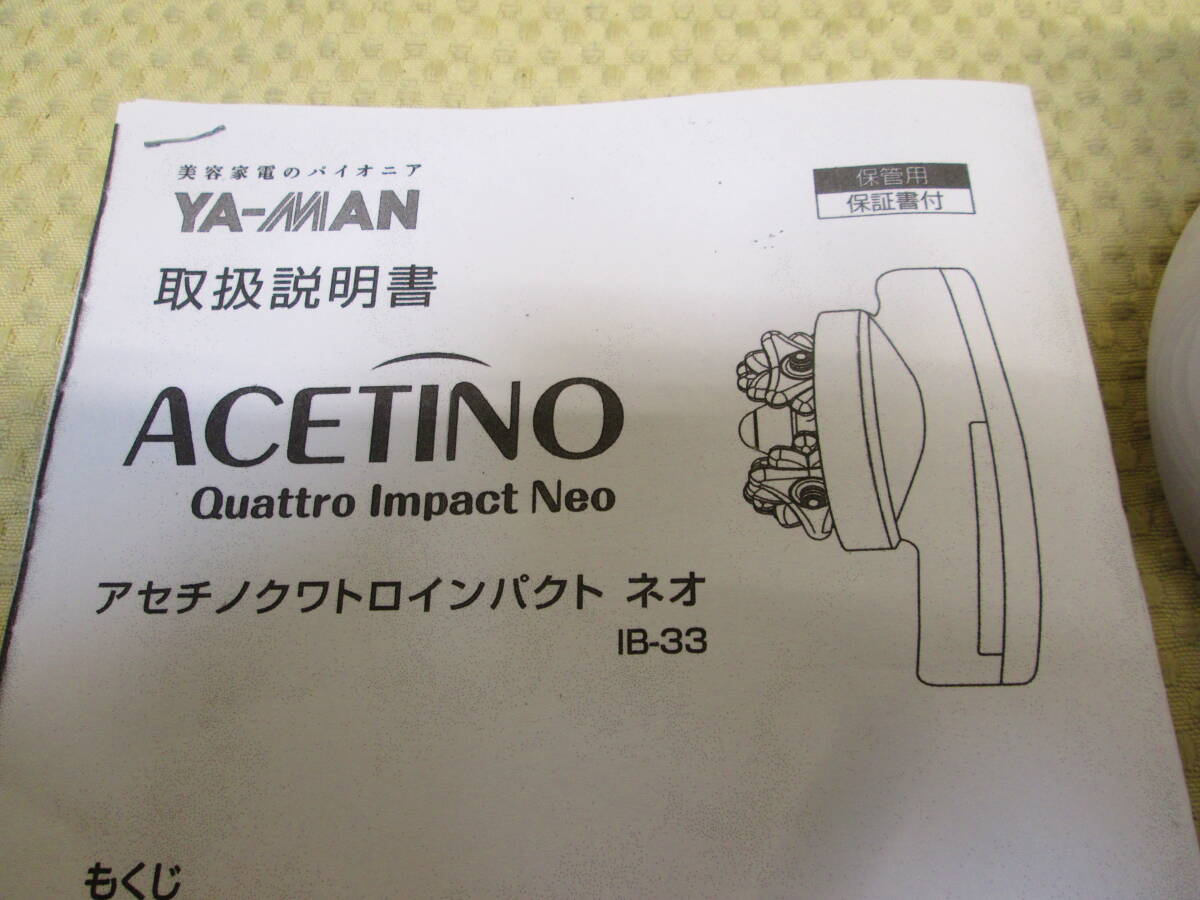 美容家電のパイオニア
YA-MAN
保管用
保証書付
取扱説明書
ACETINO
Quattro Impact Neo
アセチノクワトロインパクト ネオ
IB-33
もくじ